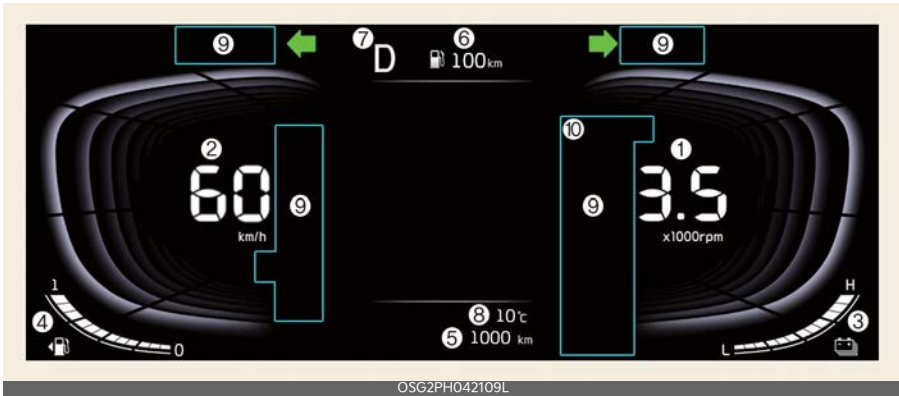 ⑨ ⑦ D ⑥ 100km ⑨
⑩
② ①
60 ⑨ ⑨ 3.5
km/h x1000rpm
1 H
④ ⑧ 10℃ ③
0 ⑤ 1000 km L
OSG2PH042109L